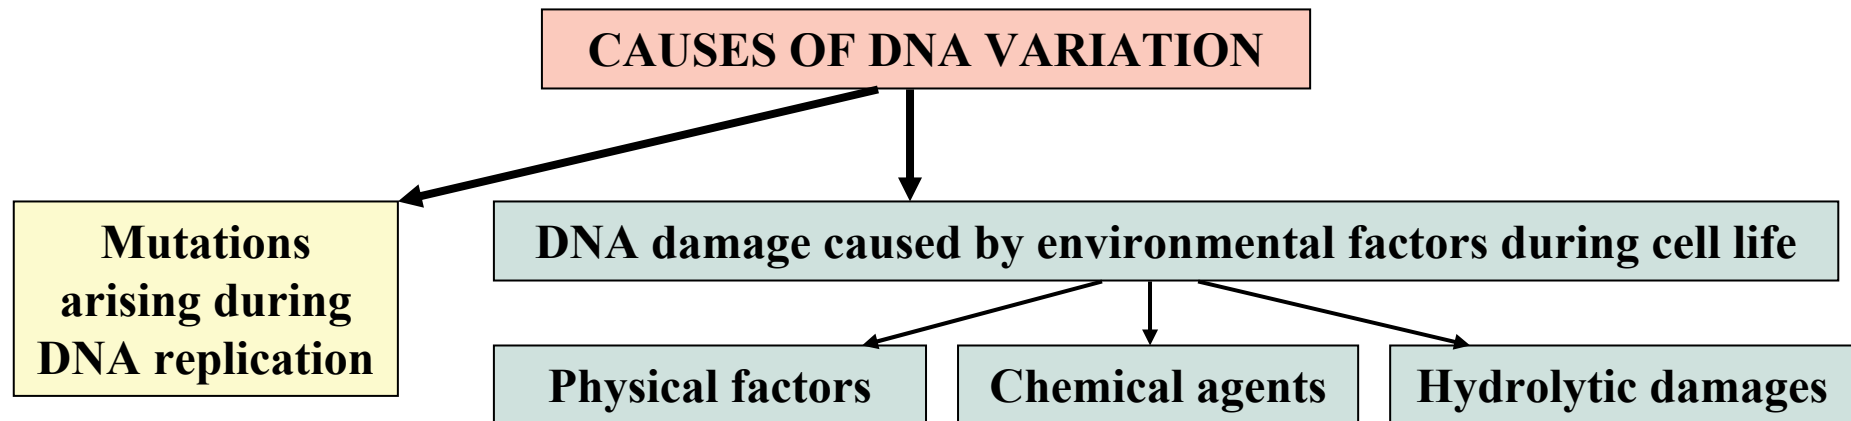 CAUSES OF DNA VARIATION
Mutations
arising during
DNA replication
DNA damage caused by environmental factors during cell life
Physical factors
Chemical agents
Hydrolytic damages